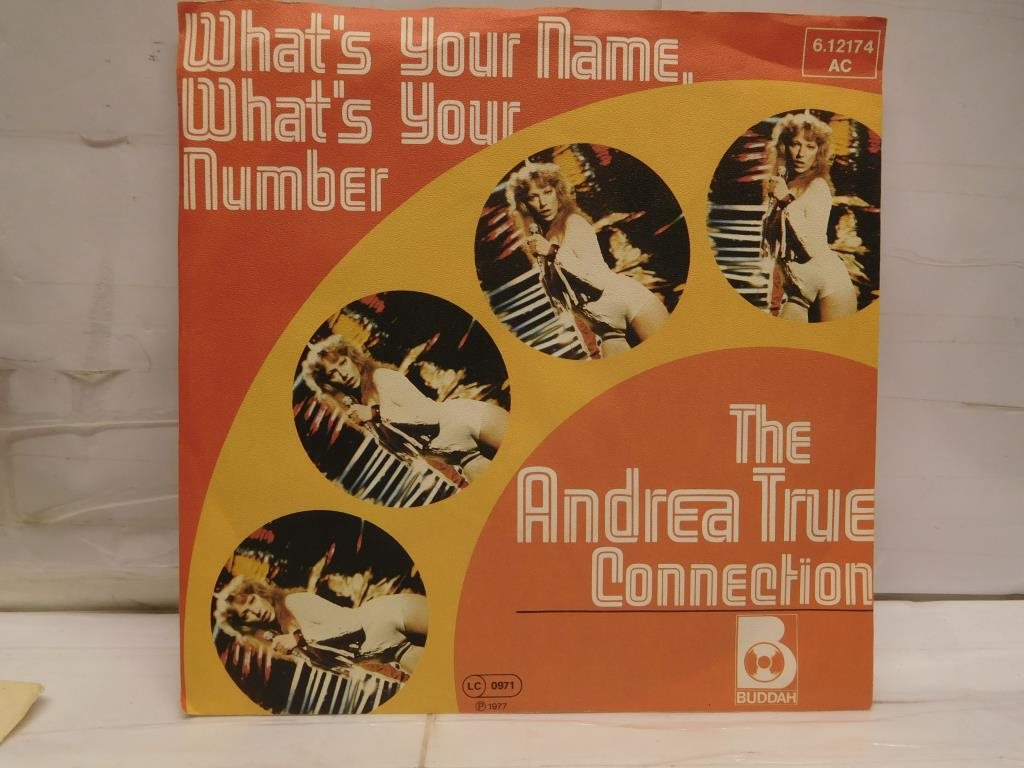 What's Your Name,
What's Your
Number
6.12174
AC
The
Andrea True
Connection
BUDDAH
LC 0971
℗ 1977